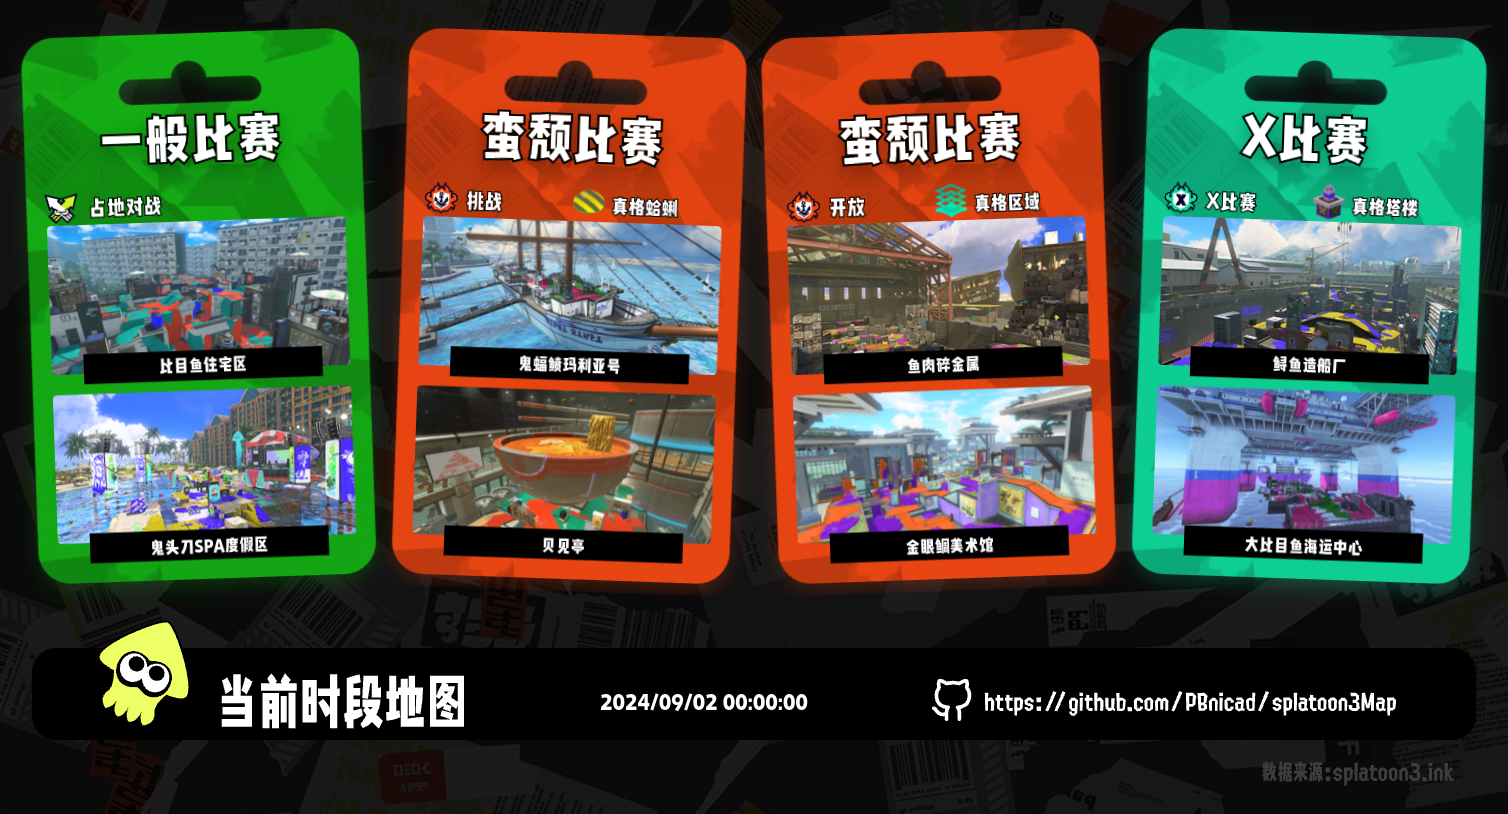 一般比赛
占地对战
比目鱼住宅区
鬼头刀SPA度假区
蛮颓比赛
挑战
真格蛤蜊
鬼蝠鲼玛利亚号
贝见亭
蛮颓比赛
开放
真格区域
鱼肉碎金属
金眼鲷美术馆
X比赛
X比赛
真格塔楼
鲟鱼造船厂
大比目鱼海运中心
当前时段地图
2024/09/02 00:00:00
https://github.com/PBnicad/splatoon3Map
数据来源:splatoon3.ink